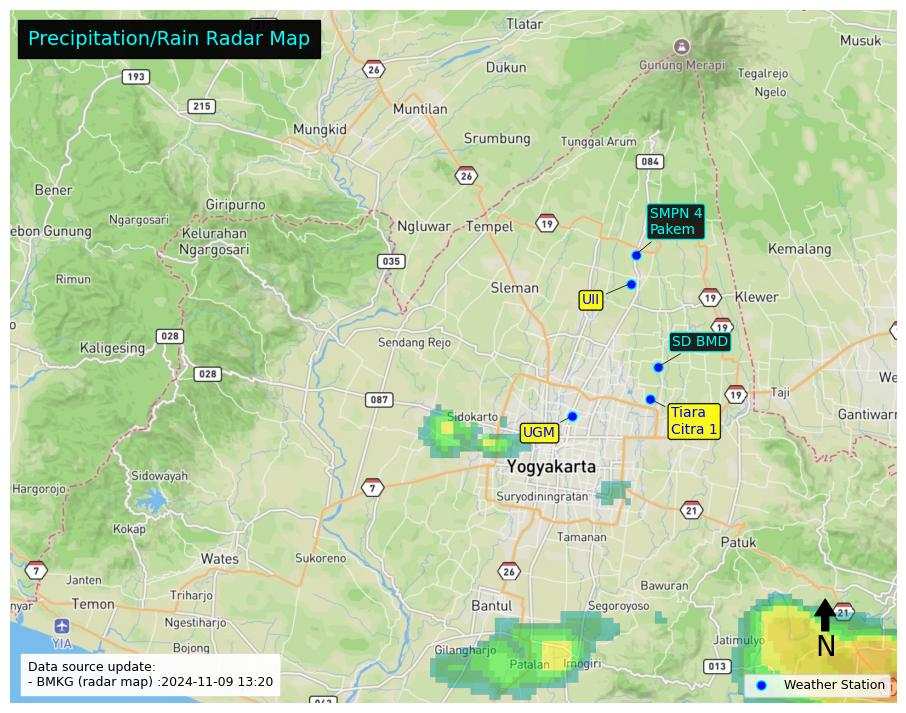 Precipitation/Rain Radar Map
Tlatar
Musuk
26
Gunung Merapi
Dukun
193
Tegalrejo
Ngelo
215
Muntilan
Mungkid
Srumbung
Tunggal Arum
084
26
Bener
Giripurno
Ngargosari
SMPN 4
Pakem
ebon Gunung
Kelurahan
Ngargosari
Ngluwar
Tempel
19
Kemalang
035
Rimun
Sleman
UII
19
Klewer
19
028
Kaligesing
Sendang Rejo
SD BMD
028
We
087
19
Taji
Sidokarto
Tiara
Citra 1
Gantiwarn
UGM
Yogyakarta
Sidowayah
Hargorojo
7
Suryodiningratan
21
Kokap
Tamanan
Patuk
Wates
Sukoreno
7
26
Janten
Bawuran
Triharjo
nyar
Temon
Bantul
Segoroyoso
21
Ngestiharjo
YIA
Jatimulyo
N
Bojong
Gilangharjo
Patalan
Imogiri
013
Data source update:
- BMKG (radar map) :2024-11-09 13:20
Weather Station